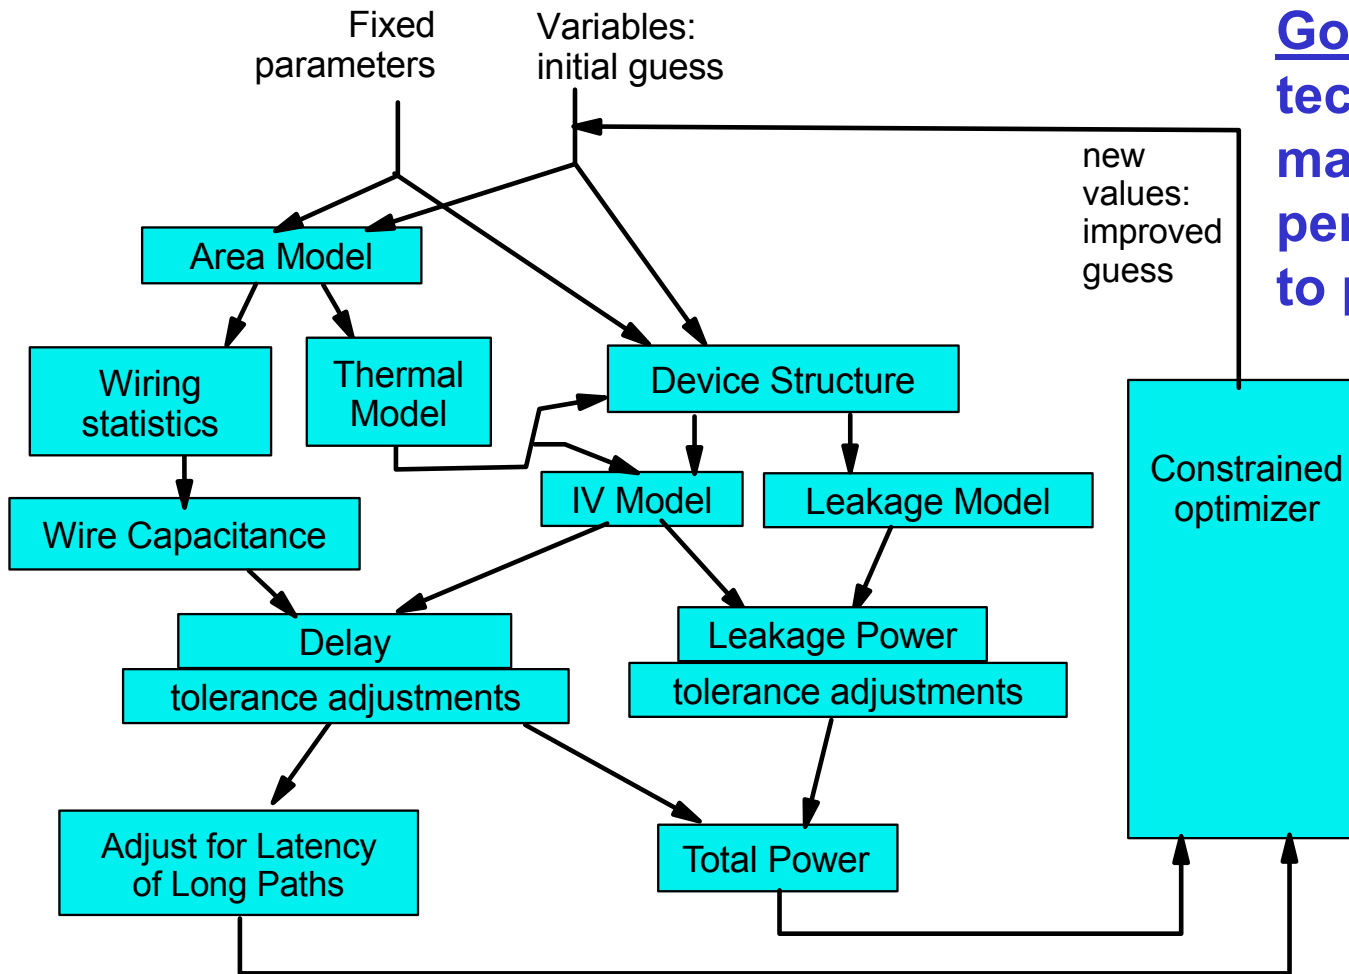 Fixed
parameters
Variables:
initial guess
new
values:
improved
guess
Area Model
Wiring
statistics
Thermal
Model
Device Structure
IV Model
Leakage Model
Constrained
optimizer
Wire Capacitance
Delay
tolerance adjustments
Leakage Power
tolerance adjustments
Adjust for Latency
of Long Paths
Total Power
to